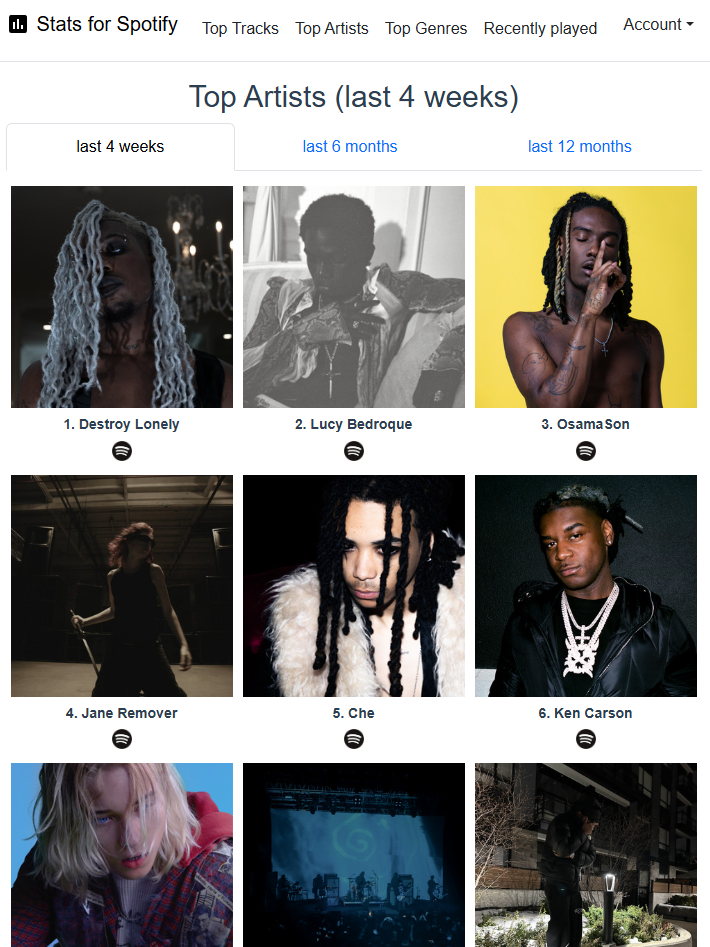 Stats for Spotify
Top Tracks Top Artists Top Genres Recently played Account
Top Artists (last 4 weeks)
last 4 weeks last 6 months last 12 months
1. Destroy Lonely 2. Lucy Bedroque 3. OsamaSon
4. Jane Remover 5. Che 6. Ken Carson